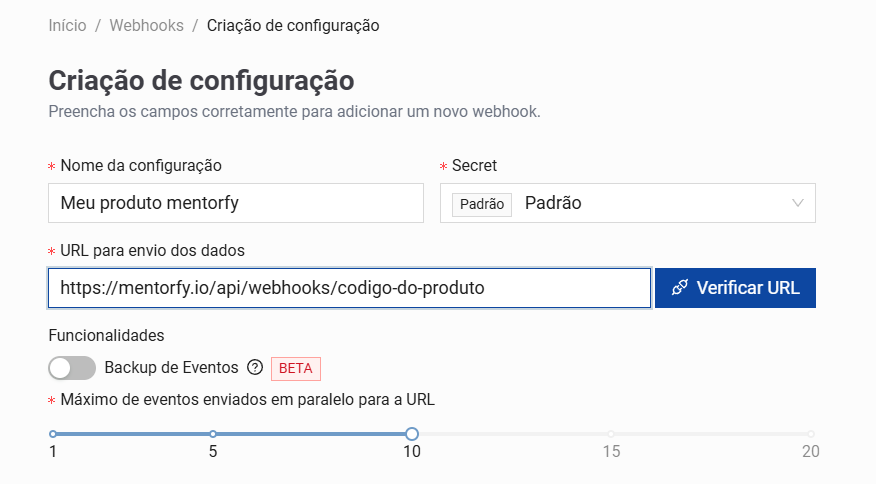 Início / Webhooks / Criação de configuração
Criação de configuração
Preencha os campos corretamente para adicionar um novo webhook.
* Nome da configuração
* Secret
Meu produto mentorfy
Padrão Padrão
* URL para envio dos dados
https://mentorfy.io/api/webhooks/codigo-do-produto
Verificar URL
Funcionalidades
Backup de Eventos ? BETA
* Máximo de eventos enviados em paralelo para a URL
1 5 10 15 20